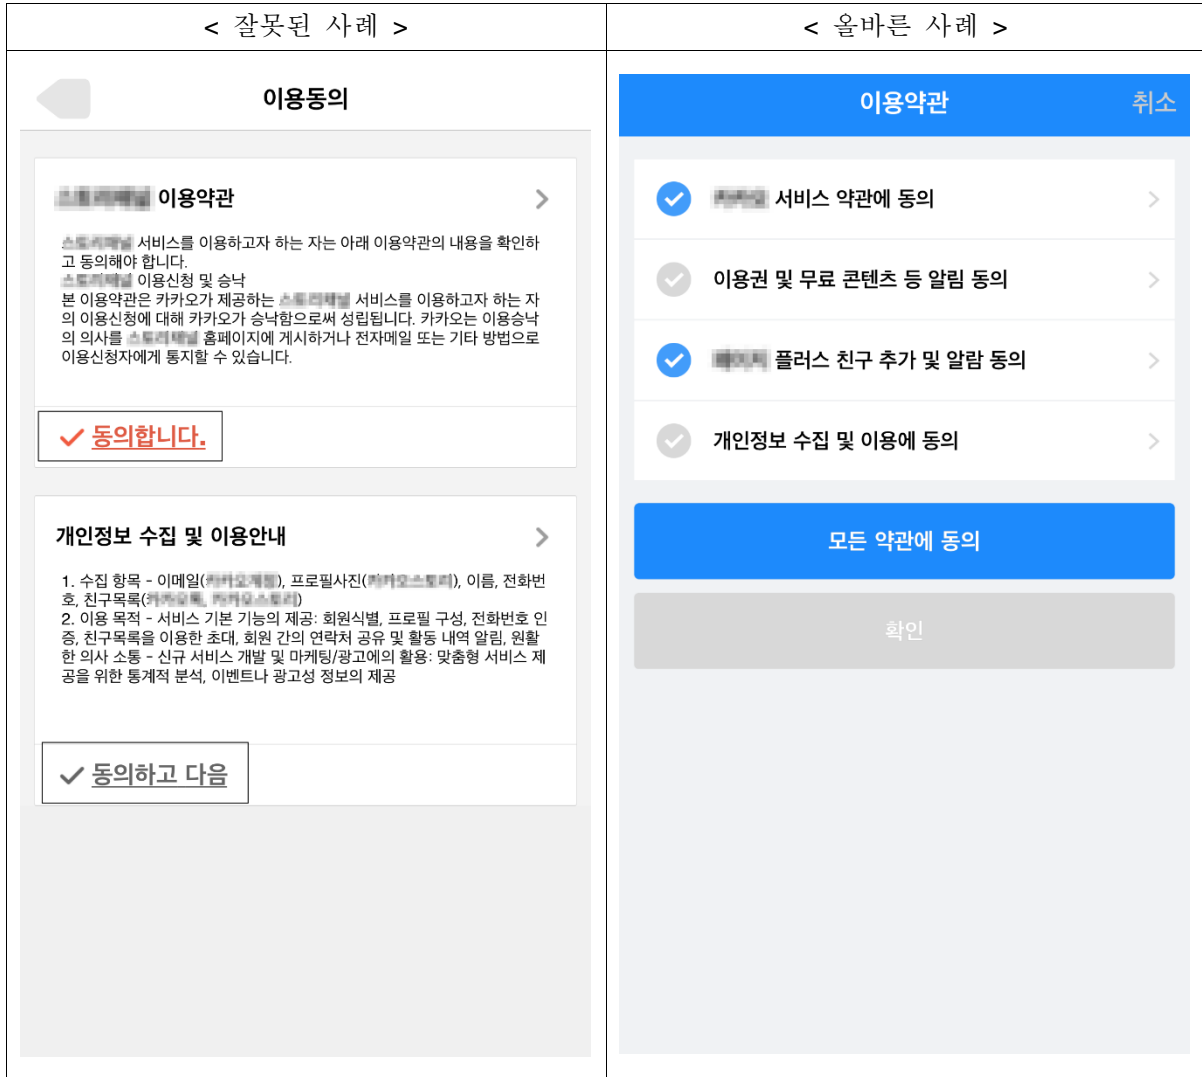 < 잘못된 사례 >
이용동의
이용약관
서비스를 이용하고자 하는 자는 아래 이용약관의 내용을 확인하
고 동의해야 합니다.
이용신청 및 승낙
본 이용약관은 카카오가 제공하는 서비스를 이용하고자 하는 자
의 이용신청에 대해 카카오가 승낙함으로써 성립됩니다. 카카오는 이용승낙
의 의사를 홈페이지에 게시하거나 전자메일 또는 기타 방법으로
이용신청자에게 통지할 수 있습니다.
동의합니다.
개인정보 수집 및 이용안내
1. 수집 항목 - 이메일( ), 프로필사진( ), 이름, 전화번
호, 친구목록( )
2. 이용 목적 - 서비스 기본 기능의 제공: 회원식별, 프로필 구성, 전화번호 인
증, 친구목록을 이용한 초대, 회원 간의 연락처 공유 및 활동 내역 알림, 원활
한 의사 소통 - 신규 서비스 개발 및 마케팅/광고에의 활용: 맞춤형 서비스 제
공을 위한 통계적 분석, 이벤트나 광고성 정보의 제공
동의하고 다음
< 올바른 사례 >
이용약관
취소
서비스 약관에 동의
이용권 및 무료 콘텐츠 등 알림 동의
플러스 친구 추가 및 알람 동의
개인정보 수집 및 이용에 동의
모든 약관에 동의
확인